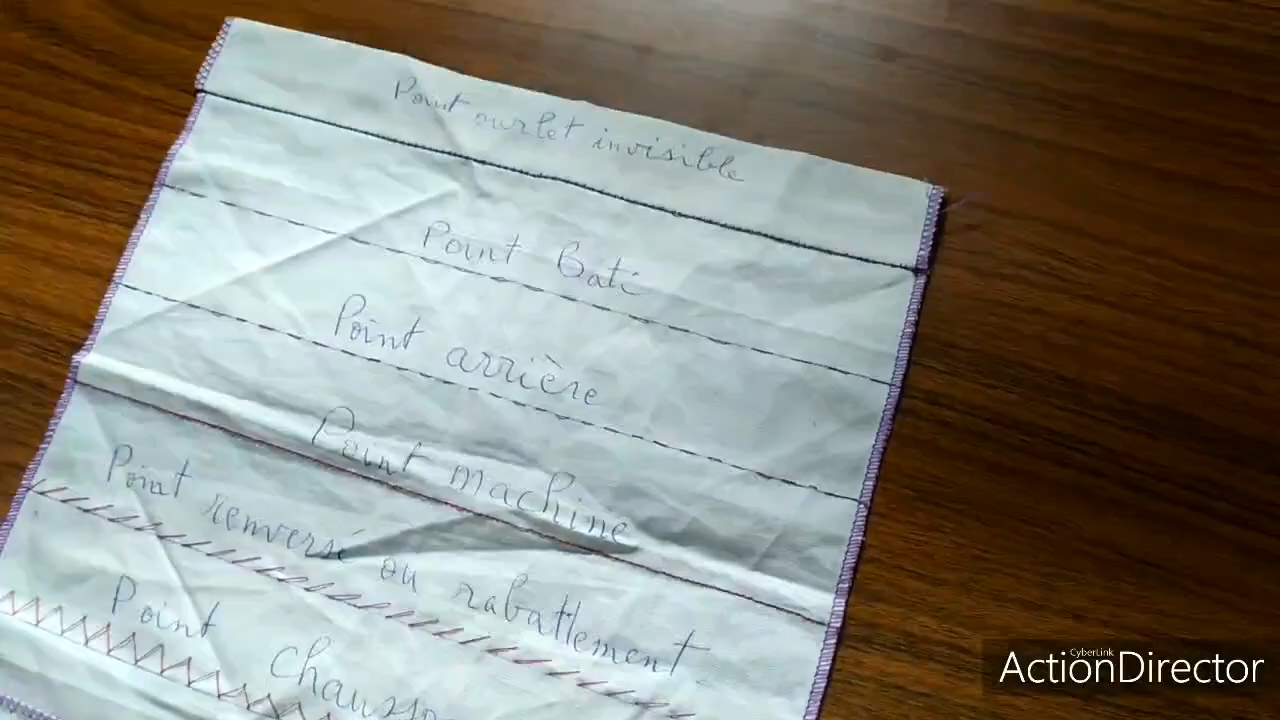 Point ourlet invisible
Point Bati
Point arrière
Point machine
Point renversé ou rabattement
Point
CyberLink
ActionDirector